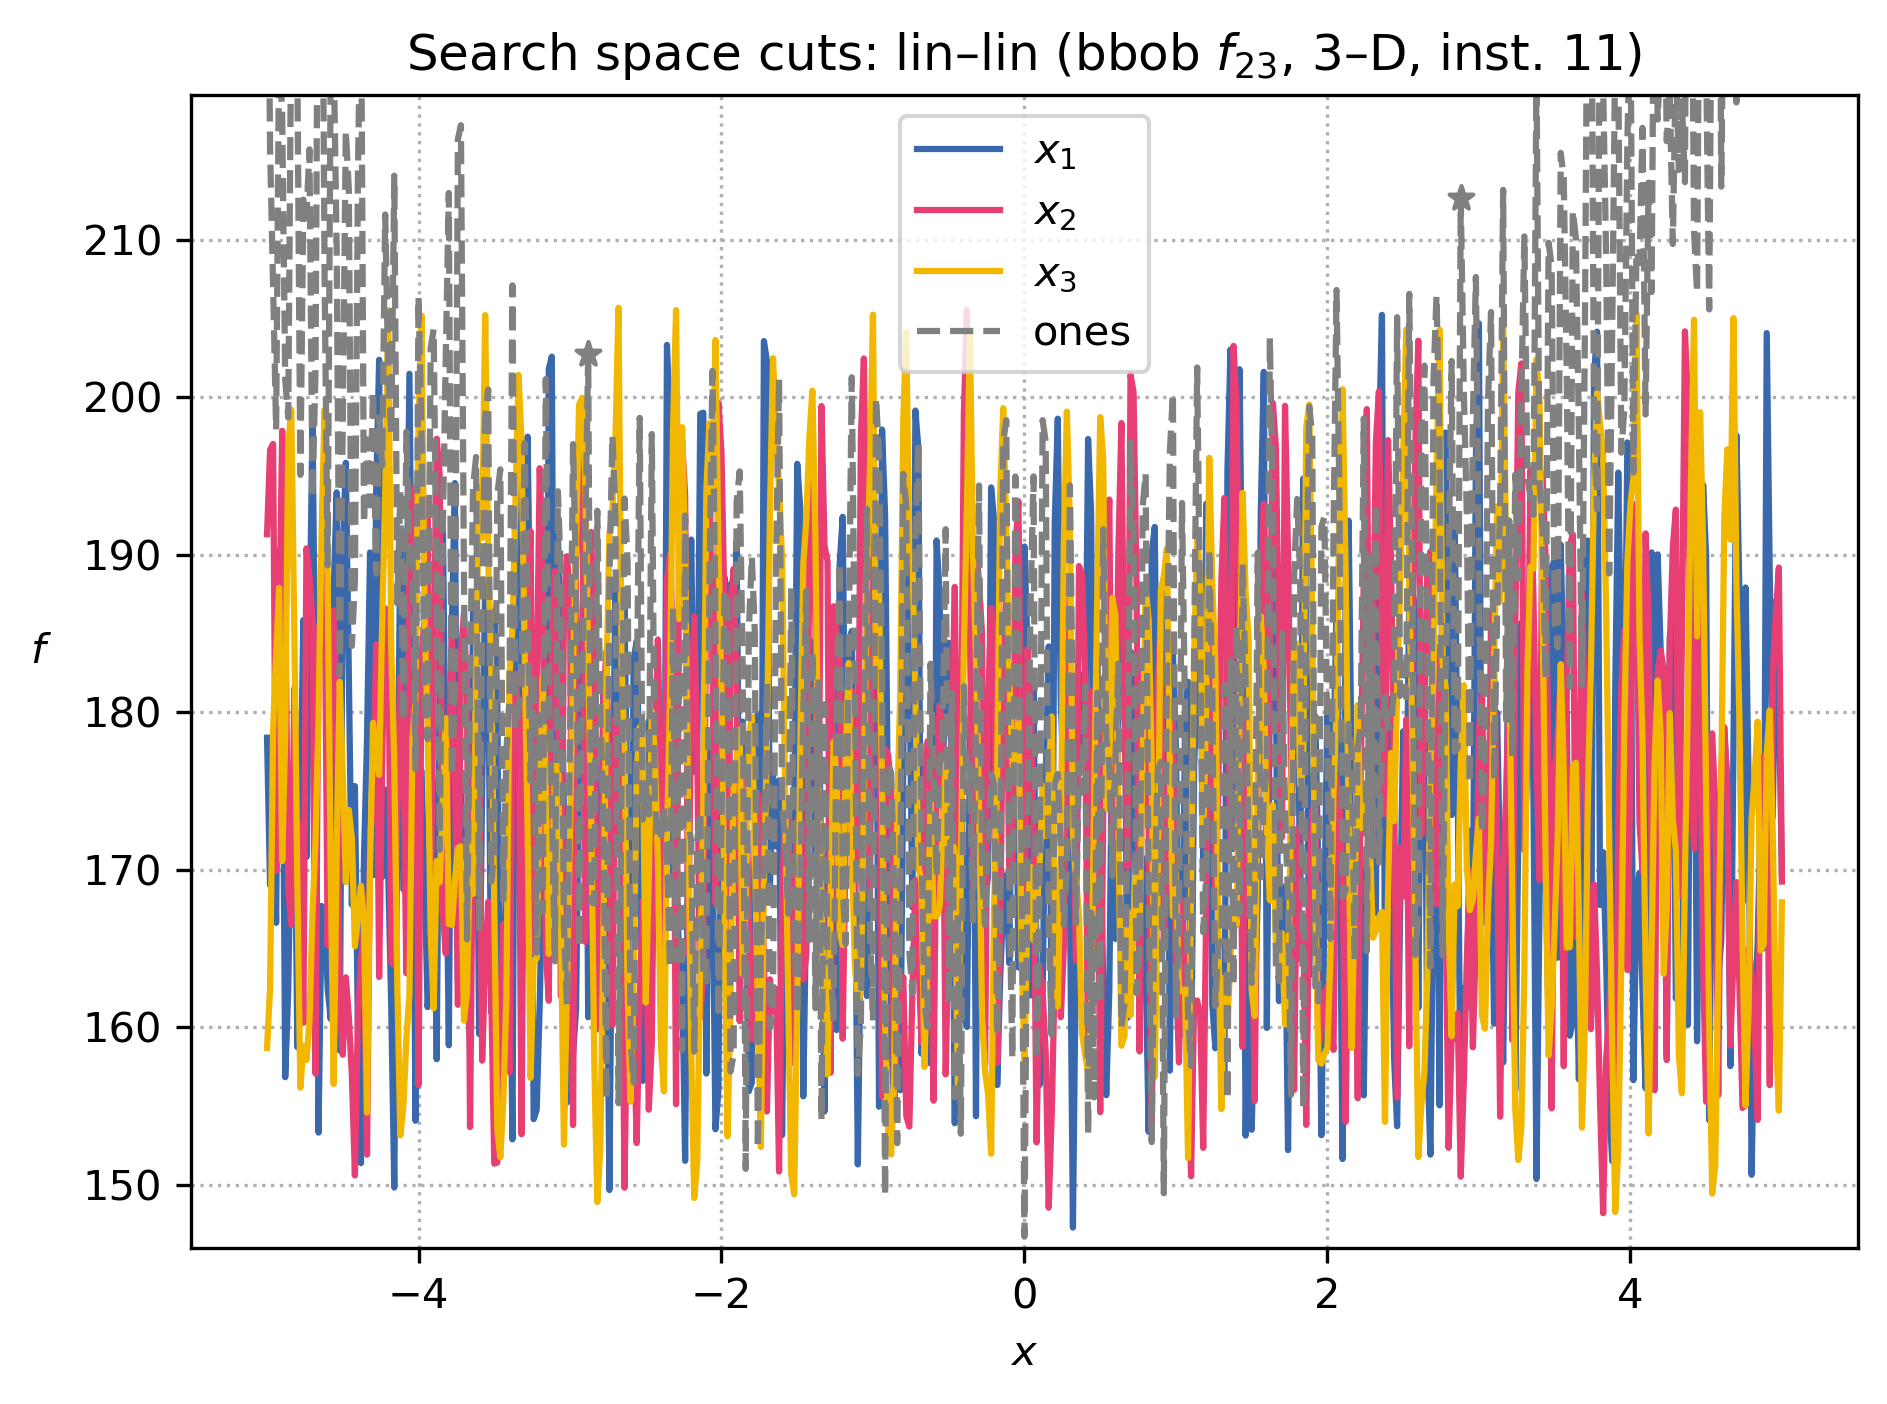 Search space cuts: lin–lin (bbob f₂₃, 3–D, inst. 11)
x₁
x₂
x₃
ones
210
200
190
180
170
160
150
f
−4
−2
0
2
4
x